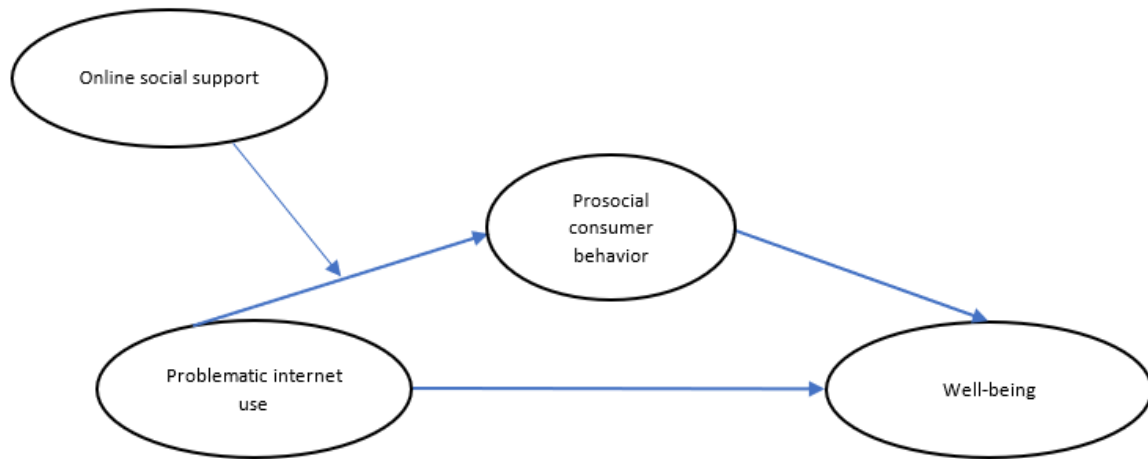 Online social support
Prosocial
consumer
behavior
Problematic internet
use
Well-being